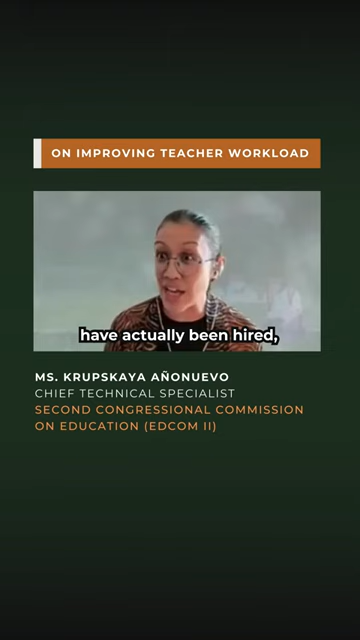 ON IMPROVING TEACHER WORKLOAD
have actually been hired,
MS. KRUPSKAYA AÑONUEVO
CHIEF TECHNICAL SPECIALIST
SECOND CONGRESSIONAL COMMISSION
ON EDUCATION (EDCOM II)